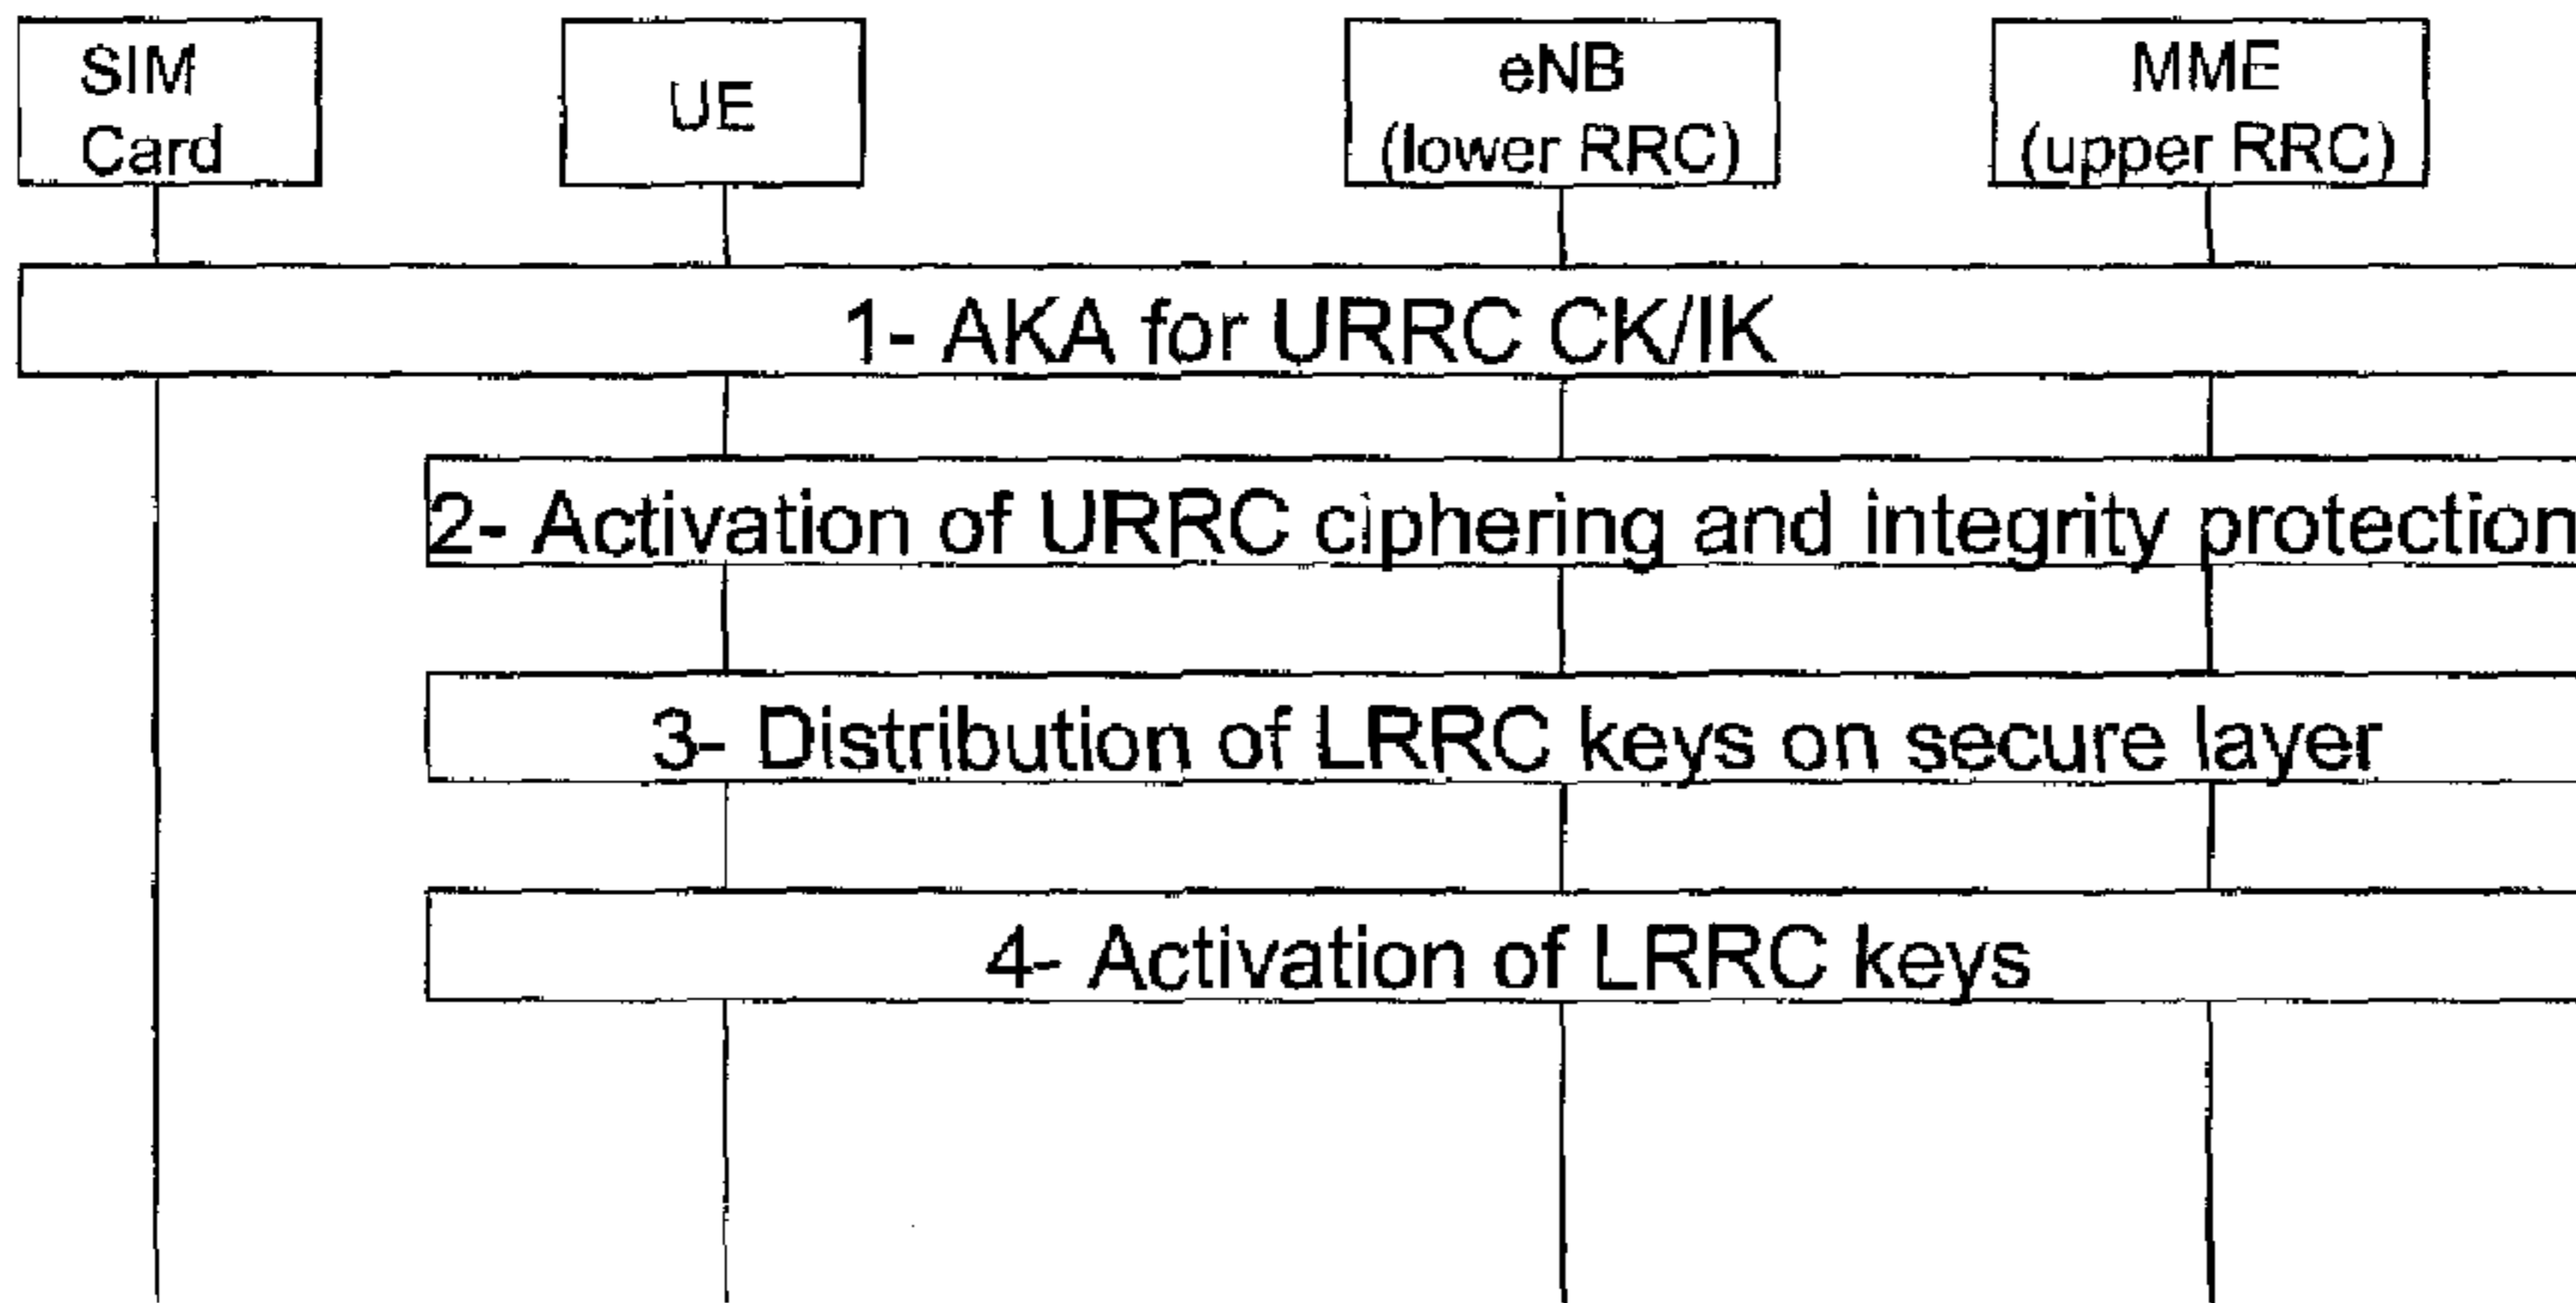 SIM
Card
UE
eNB
(lower RRC)
MME
(upper RRC)
1- AKA for URRC CK/IK
2- Activation of URRC ciphering and integrity protection
3- Distribution of LRRC keys on secure layer
4- Activation of LRRC keys